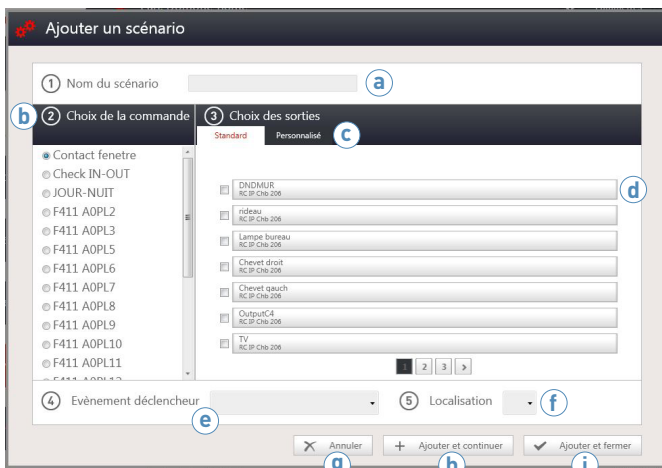 Ajouter un scénario
1 Nom du scénario a
b 2 Choix de la commande 3 Choix des sorties
Standard Personnalisé c
Contact fenetre
Check IN-OUT
JOUR-NUIT
F411 A0PL2
F411 A0PL3
F411 A0PL5
F411 A0PL6
F411 A0PL7
F411 A0PL8
F411 A0PL9
F411 A0PL10
F411 A0PL11
F411 A0PL12
DNDMUR d
RC IP Chb 206
rideau
RC IP Chb 206
Lampe bureau
RC IP Chb 206
Chevet droit
RC IP Chb 206
Chevet gauch
RC IP Chb 206
OutputC4
RC IP Chb 206
TV
RC IP Chb 206
1 2 3 >
4 Evènement déclencheur e 5 Localisation f
Annuler + Ajouter et continuer Ajouter et fermer
g h i